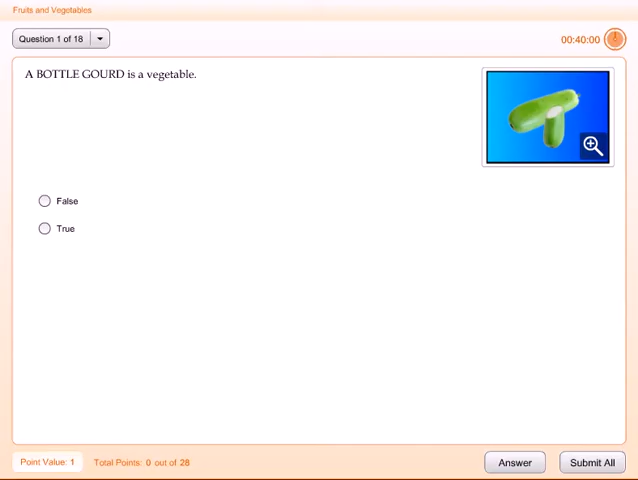 Fruits and Vegetables
Question 1 of 18
00:40:00
A BOTTLE GOURD is a vegetable.
False
True
Point Value: 1
Total Points: 0 out of 28
Answer
Submit All